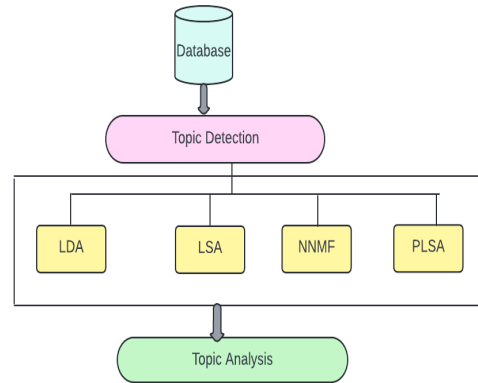 Database
Topic Detection
LDA
LSA
NNMF
PLSA
Topic Analysis